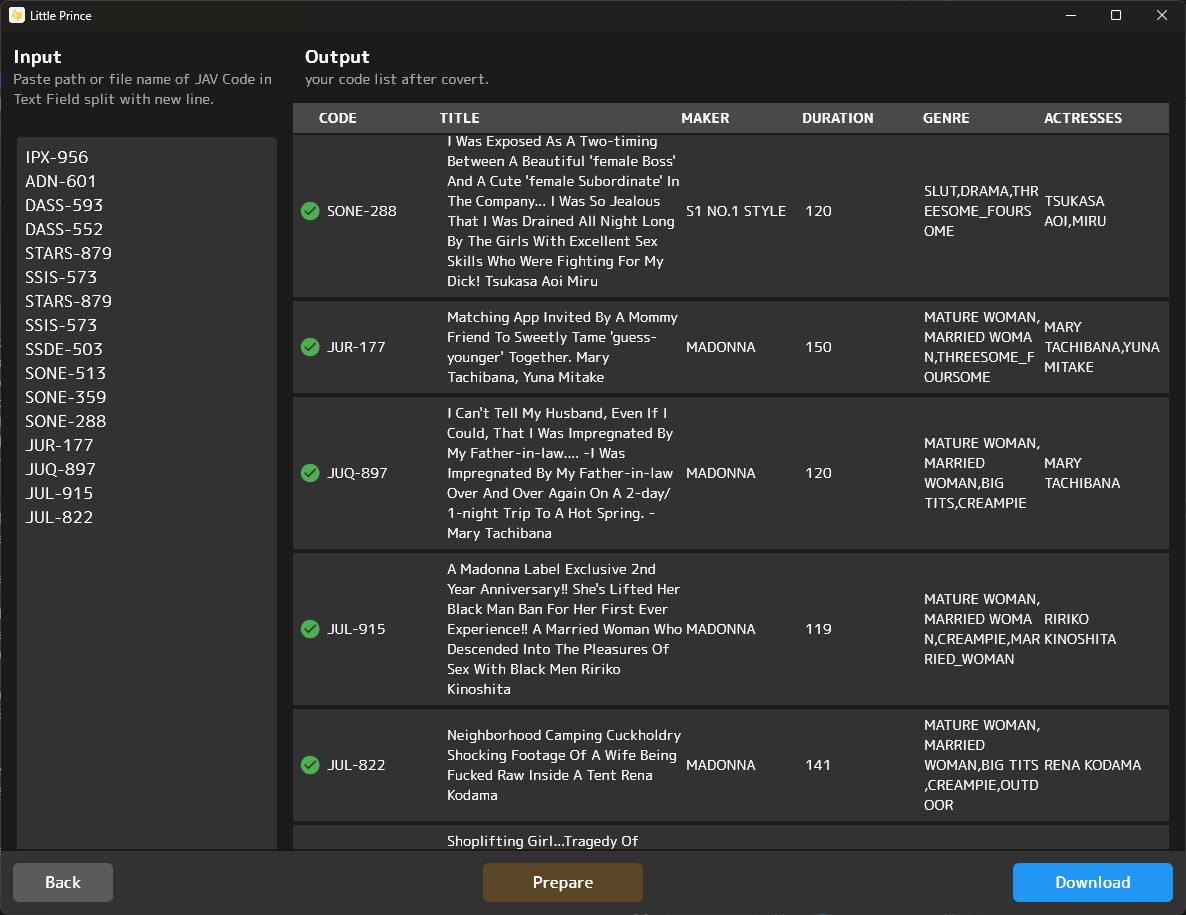 Little Prince
Input
Paste path or file name of JAV Code in
Text Field split with new line.
IPX-956
ADN-601
DASS-593
DASS-552
STARS-879
SSIS-573
STARS-879
SSIS-573
SSDE-503
SONE-513
SONE-359
SONE-288
JUR-177
JUQ-897
JUL-915
JUL-822
Output
your code list after covert.
CODE TITLE MAKER DURATION GENRE ACTRESSES
SONE-288
I Was Exposed As A Two-timing
Between A Beautiful 'female Boss'
And A Cute 'female Subordinate' In
The Company... I Was So Jealous
That I Was Drained All Night Long
By The Girls With Excellent Sex
Skills Who Were Fighting For My
Dick! Tsukasa Aoi Miru
S1 NO.1 STYLE
120
SLUT,DRAMA,THR
EESOME_FOURS
OME
TSUKASA
AOI,MIRU
JUR-177
Matching App Invited By A Mommy
Friend To Sweetly Tame 'guess-
younger' Together. Mary
Tachibana, Yuna Mitake
MADONNA
150
MATURE WOMAN,
MARRIED WOMA
N,THREESOME_F
OURSOME
MARY
TACHIBANA,YUNA
MITAKE
JUQ-897
I Can't Tell My Husband, Even If I
Could, That I Was Impregnated By
My Father-in-law.... -I Was
Impregnated By My Father-in-law
Over And Over Again On A 2-day/
1-night Trip To A Hot Spring. -
Mary Tachibana
MADONNA
120
MATURE WOMAN,
MARRIED
WOMAN,BIG
TITS,CREAMPIE
MARY
TACHIBANA
JUL-915
A Madonna Label Exclusive 2nd
Year Anniversary!! She's Lifted Her
Black Man Ban For Her First Ever
Experience!! A Married Woman Who
Descended Into The Pleasures Of
Sex With Black Men Ririko
Kinoshita
MADONNA
119
MATURE WOMAN,
MARRIED WOMA
N,CREAMPIE,MAR
RIED_WOMAN
RIRIKO
KINOSHITA
JUL-822
Neighborhood Camping Cuckholdry
Shocking Footage Of A Wife Being
Fucked Raw Inside A Tent Rena
Kodama
MADONNA
141
MATURE WOMAN,
MARRIED
WOMAN,BIG TITS
,CREAMPIE,OUTD
OOR
RENA KODAMA
Shoplifting Girl...Tragedy Of
Back
Prepare
Download